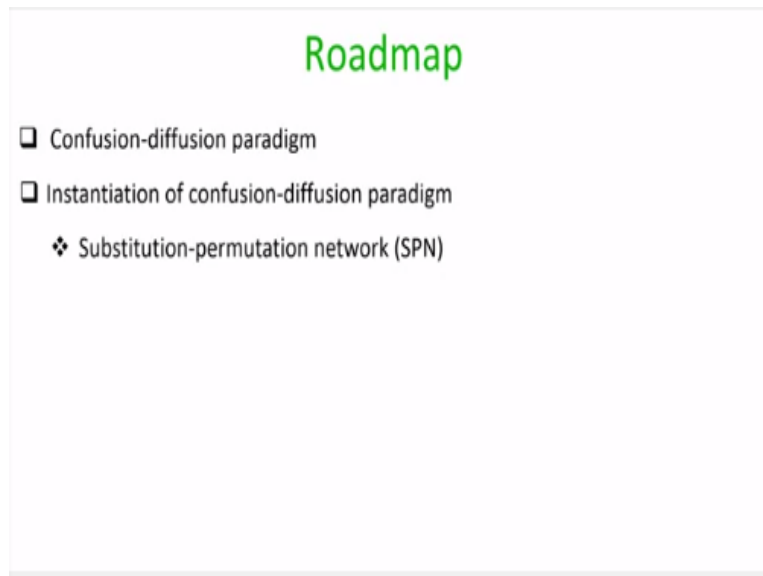 Roadmap
Confusion-diffusion paradigm
Instantiation of confusion-diffusion paradigm
Substitution-permutation network (SPN)